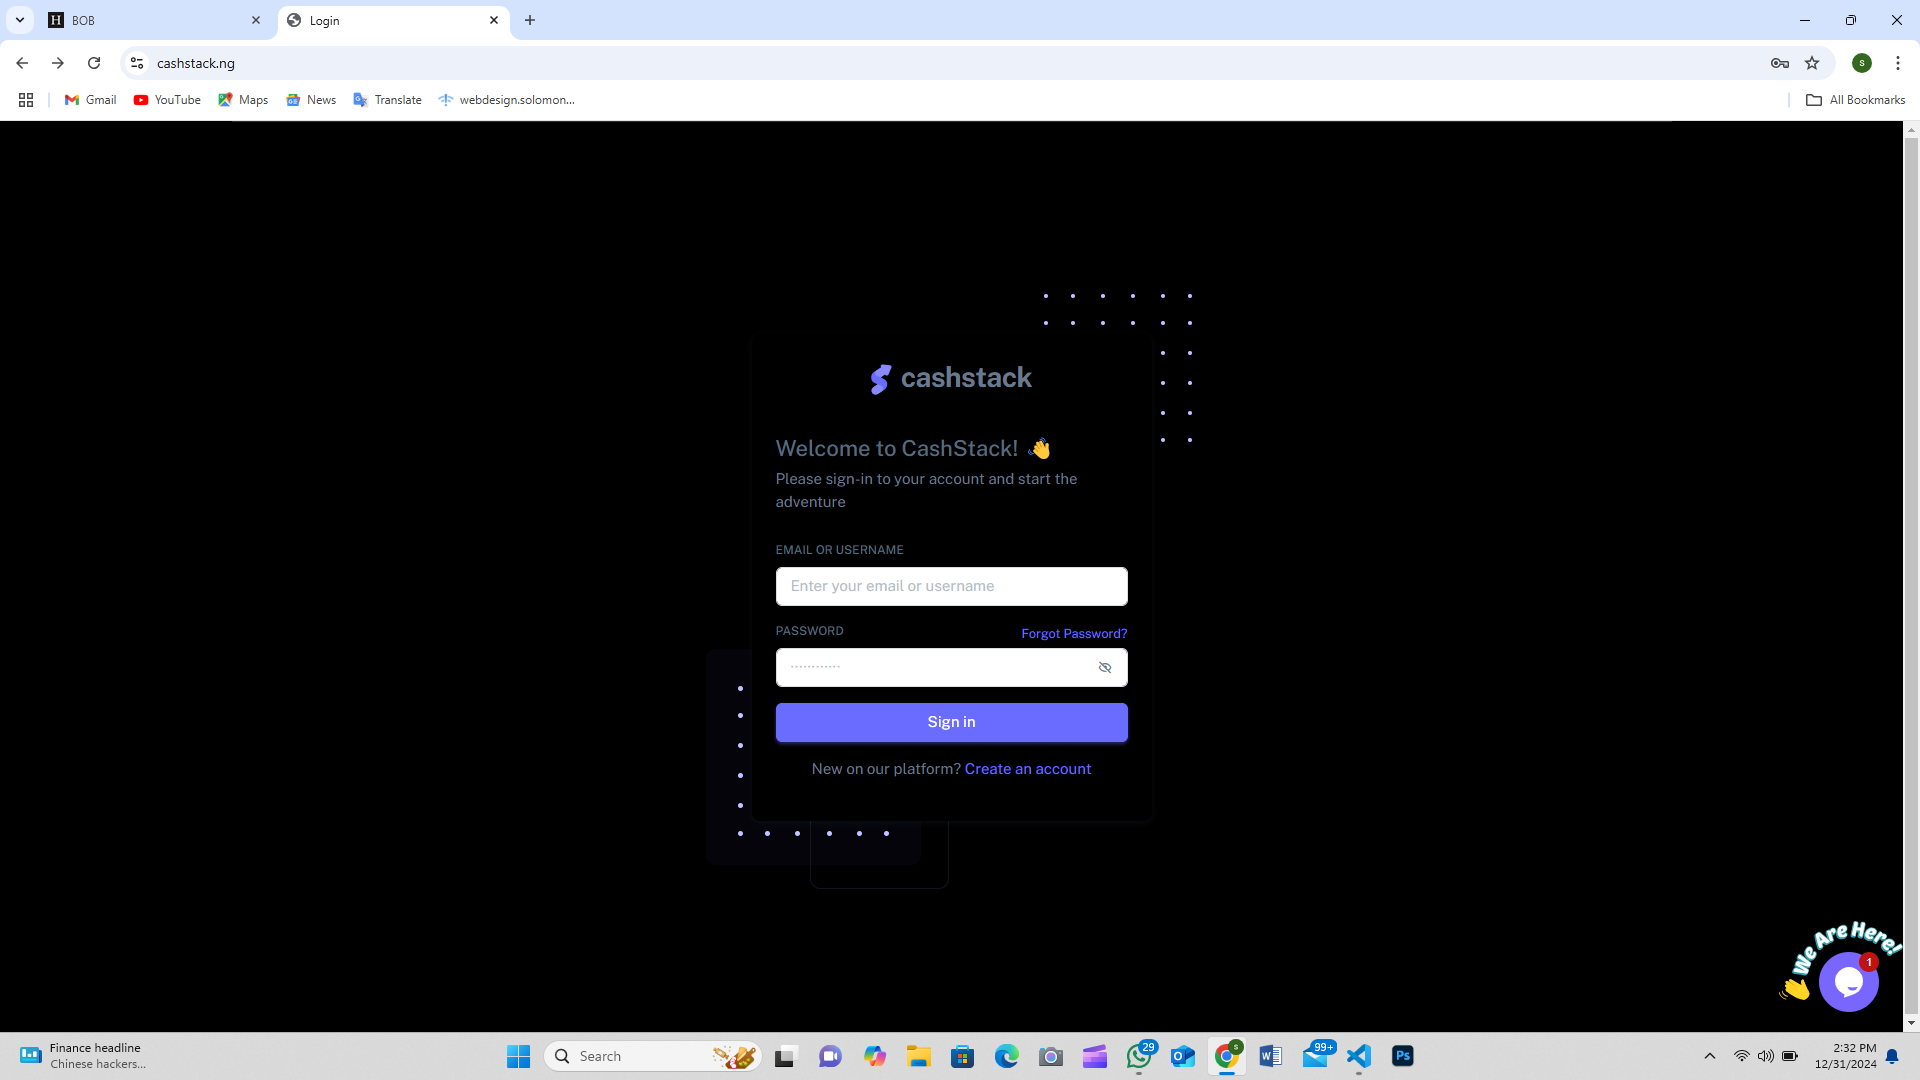 BOB
Login
cashstack.ng
S
Gmail
YouTube
Maps
News
Translate
webdesign.solomon...
All Bookmarks
cashstack
Welcome to CashStack! 👋
Please sign-in to your account and start the
adventure
EMAIL OR USERNAME
Enter your email or username
PASSWORD
Forgot Password?
············
Sign in
New on our platform? Create an account
We Are Here!
1
Finance headline
Chinese hackers...
Search
29
S
99+
Ps
2:32 PM
12/31/2024